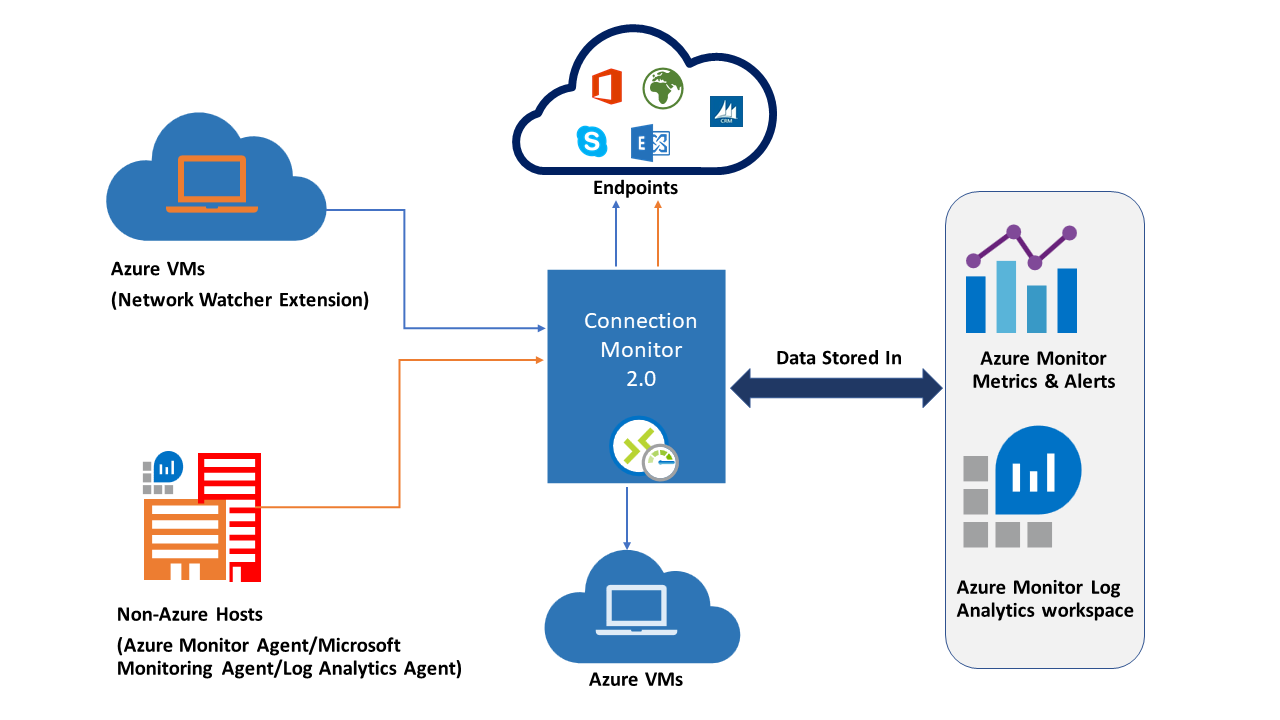 Endpoints
CRM
S
E
Azure VMs
(Network Watcher Extension)
Connection
Monitor
2.0
Data Stored In
Azure Monitor
Metrics & Alerts
Azure Monitor Log
Analytics workspace
Non-Azure Hosts
(Azure Monitor Agent/Microsoft
Monitoring Agent/Log Analytics Agent)
Azure VMs